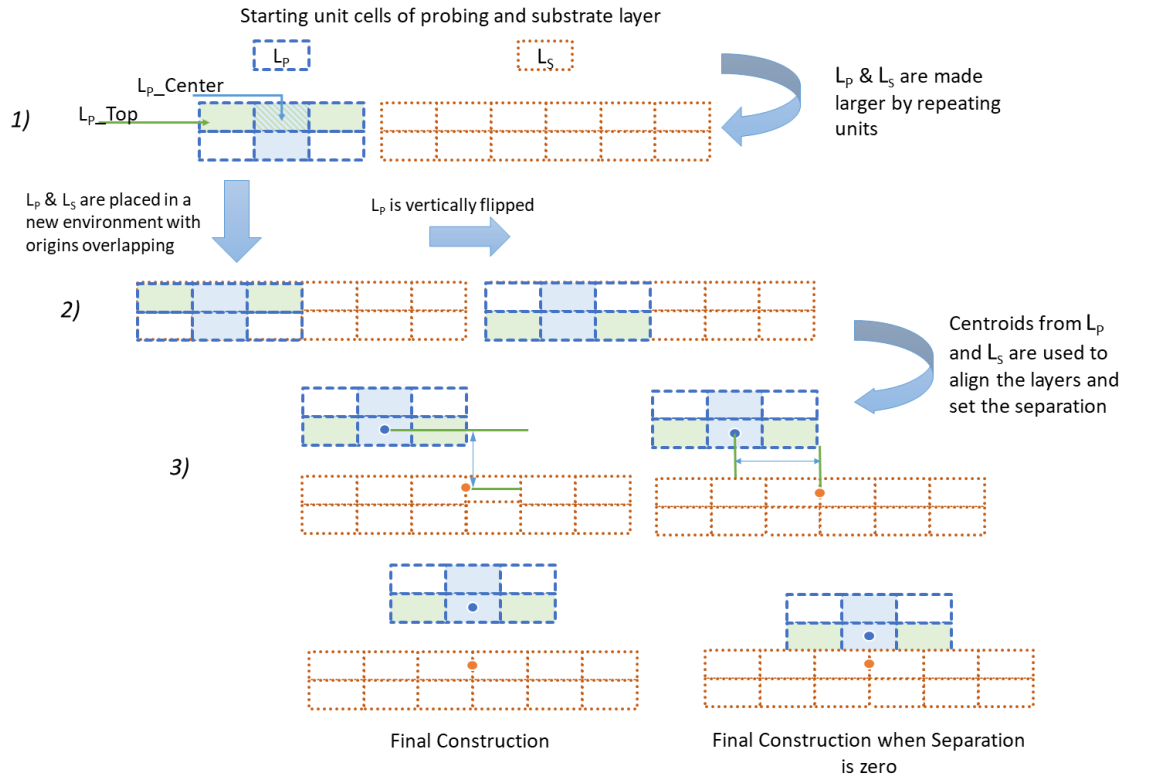 Starting unit cells of probing and substrate layer
LP
LS
LP_Center
LP_Top
1)
LP & LS are made
larger by repeating
units
LP & LS are placed in a
new environment with
origins overlapping
LP is vertically flipped
2)
Centroids from LP
and LS are used to
align the layers and
set the separation
3)
Final Construction
Final Construction when Separation
is zero